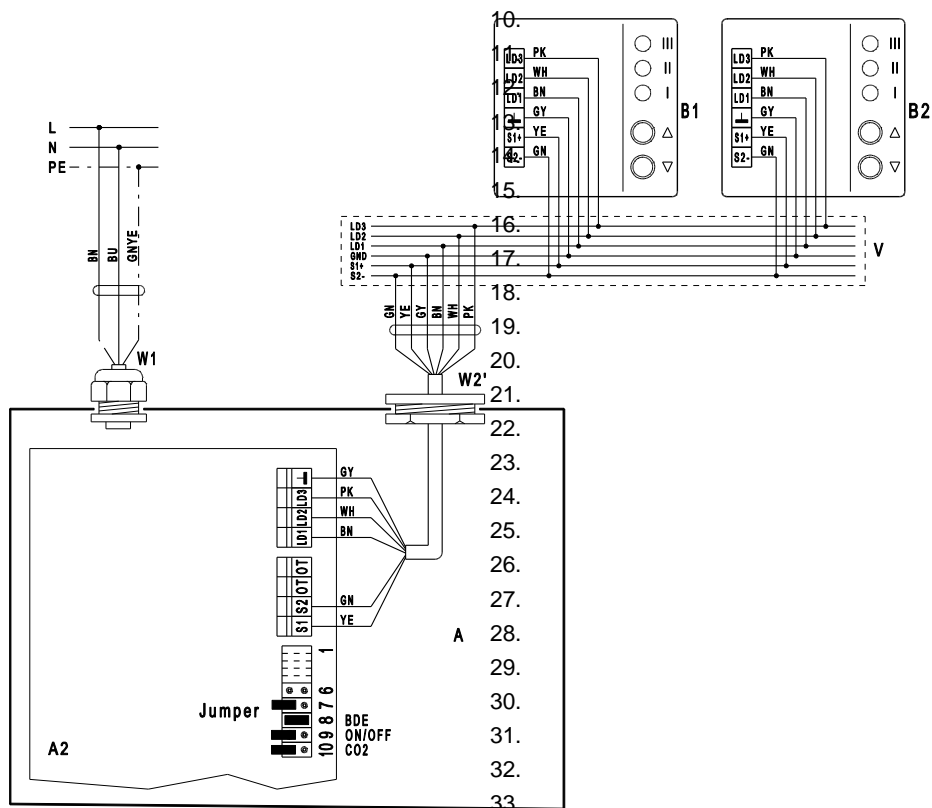 10.
11.
12.
13.
14.
15.
16.
17.
18.
19.
20.
21.
22.
23.
24.
25.
26.
27.
28.
29.
30.
31.
32.
33.
LD3 PK
LD2 WH
LD1 BN
GY
S1+ YE
S2- GN
III
II
I
B1
LD3 PK
LD2 WH
LD1 BN
GY
S1+ YE
S2- GN
III
II
I
B2
L
N
PE
BN
BU
GNYE
W1
LD3
LD2
LD1
GND
S1+
S2-
V
GN
YE
GY
BN
WH
PK
W2'
GY
LD3 PK
LD2 WH
LD1 BN
OT
OT
S2 GN
S1 YE
A
1
6
7
Jumper
8 BDE
9 ON/OFF
10 CO2
A2